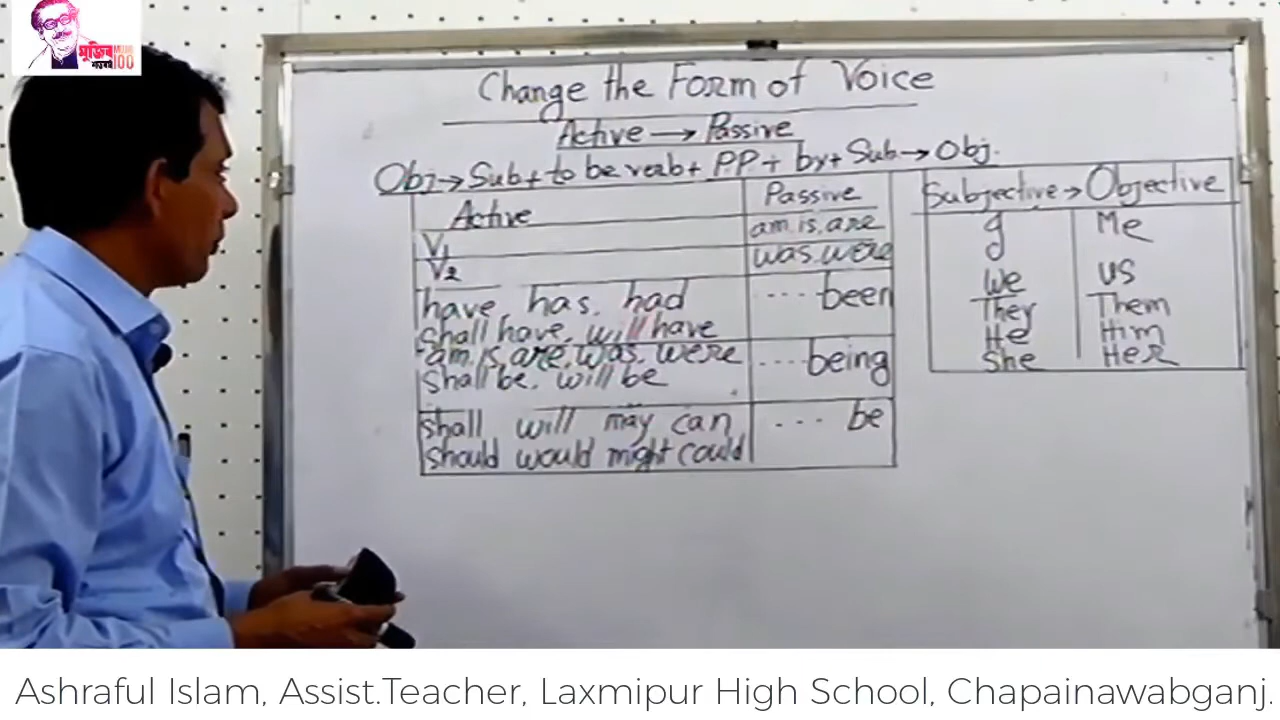 মুজিব MUJIB
শতবর্ষ 100
Change the Form of Voice
Active → Passive
Obj → Sub + to be verb + PP + by + Sub → Obj.
Active Passive
V1 am. is. are
V2 was. were
have, has. had .... been
shall have, will have
am. is, are, was, were .... being
shall be. will be
shall will may can ... be
should would might could
Subjective → Objective
I Me
we us
They Them
He Him
She Her
Ashraful Islam, Assist.Teacher, Laxmipur High School, Chapainawabganj.